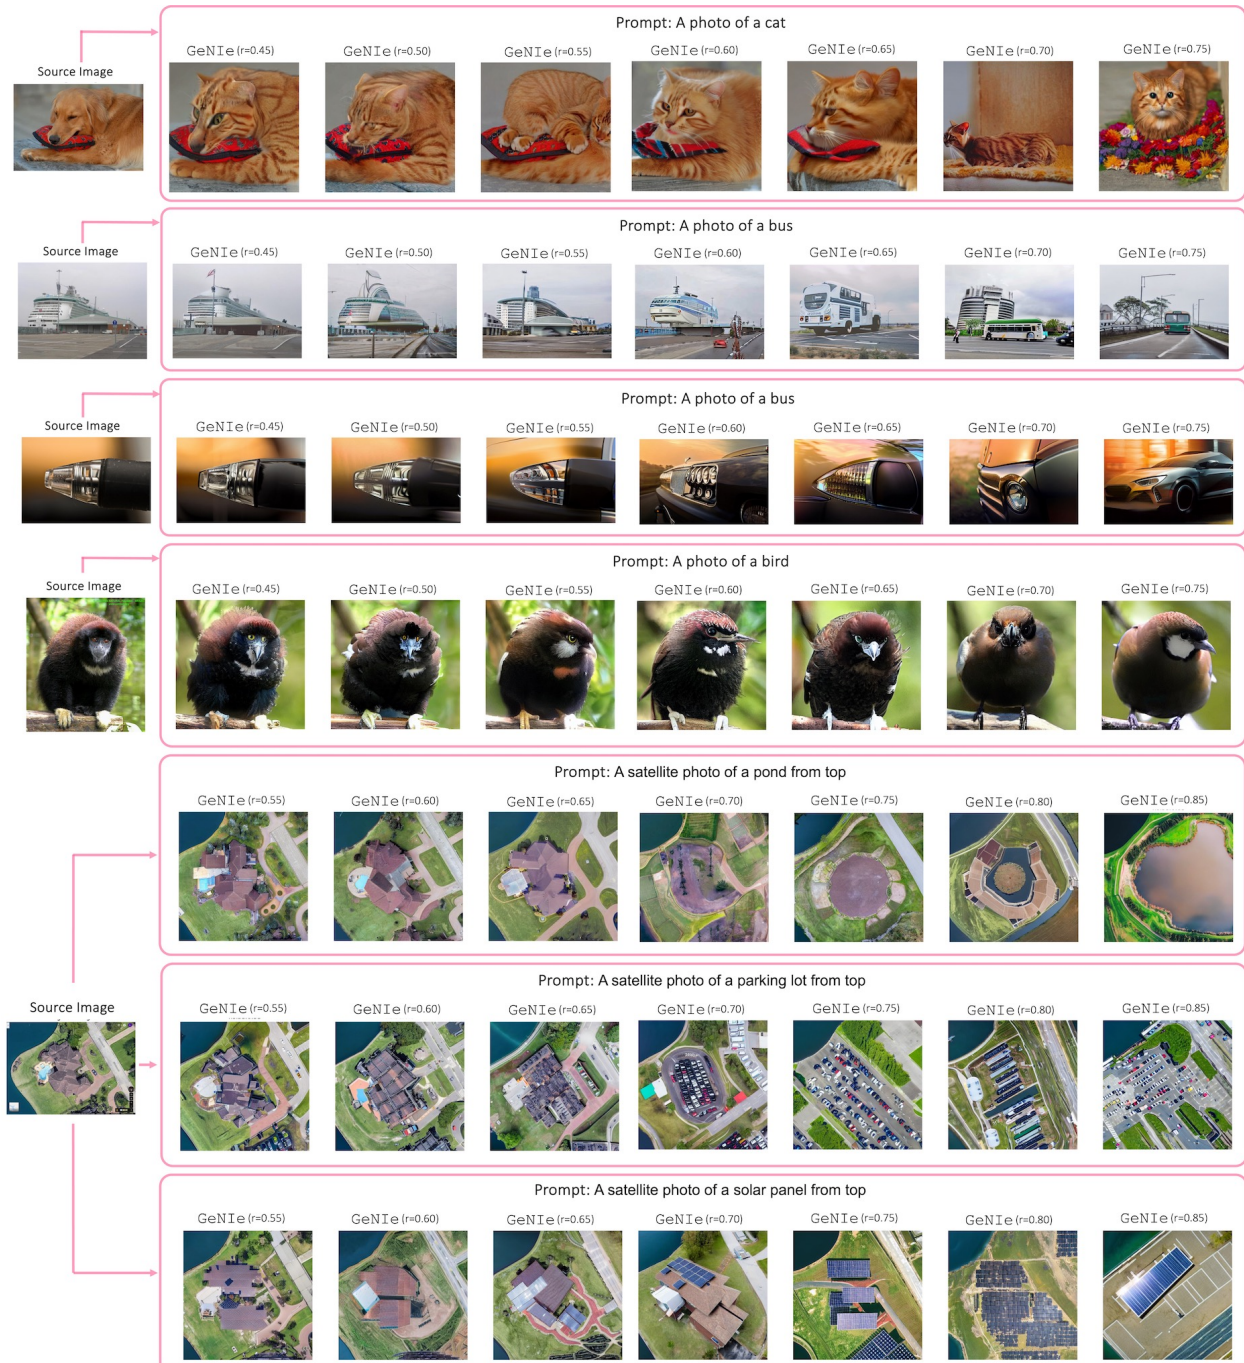 Prompt: A photo of a cat
GeNIe (r=0.45) GeNIe (r=0.50) GeNIe (r=0.55) GeNIe (r=0.60) GeNIe (r=0.65) GeNIe (r=0.70) GeNIe (r=0.75)
Source Image
Prompt: A photo of a bus
Source Image GeNIe (r=0.45) GeNIe (r=0.50) GeNIe (r=0.55) GeNIe (r=0.60) GeNIe (r=0.65) GeNIe (r=0.70) GeNIe (r=0.75)
Prompt: A photo of a bus
Source Image GeNIe (r=0.45) GeNIe (r=0.50) GeNIe (r=0.55) GeNIe (r=0.60) GeNIe (r=0.65) GeNIe (r=0.70) GeNIe (r=0.75)
Prompt: A photo of a bird
Source Image GeNIe (r=0.45) GeNIe (r=0.50) GeNIe (r=0.55) GeNIe (r=0.60) GeNIe (r=0.65) GeNIe (r=0.70) GeNIe (r=0.75)
Prompt: A satellite photo of a pond from top
GeNIe (r=0.55) GeNIe (r=0.60) GeNIe (r=0.65) GeNIe (r=0.70) GeNIe (r=0.75) GeNIe (r=0.80) GeNIe (r=0.85)
Prompt: A satellite photo of a parking lot from top
Source Image GeNIe (r=0.55) GeNIe (r=0.60) GeNIe (r=0.65) GeNIe (r=0.70) GeNIe (r=0.75) GeNIe (r=0.80) GeNIe (r=0.85)
Prompt: A satellite photo of a solar panel from top
GeNIe (r=0.55) GeNIe (r=0.60) GeNIe (r=0.65) GeNIe (r=0.70) GeNIe (r=0.75) GeNIe (r=0.80) GeNIe (r=0.85)